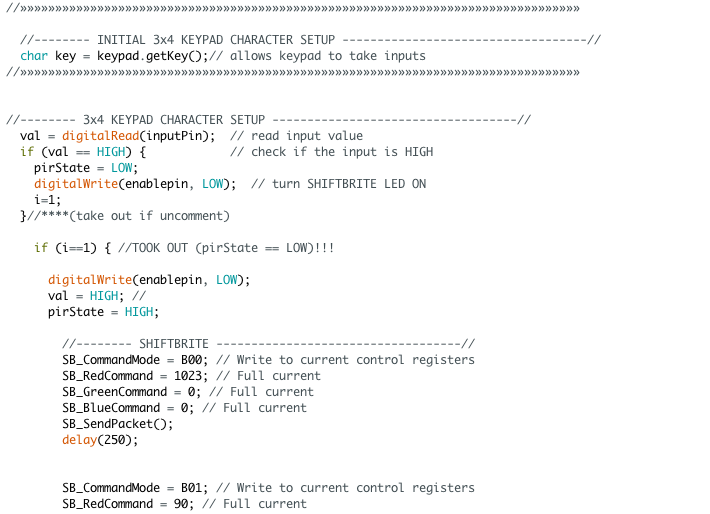 //»»»»»»»»»»»»»»»»»»»»»»»»»»»»»»»»»»»»»»»»»»»»»»»»»»»»»»»»»»»»»»»»»»»»»»»»»»»»»»»»
//-------- INITIAL 3x4 KEYPAD CHARACTER SETUP -----------------------------------//
char key = keypad.getKey();// allows keypad to take inputs
//»»»»»»»»»»»»»»»»»»»»»»»»»»»»»»»»»»»»»»»»»»»»»»»»»»»»»»»»»»»»»»»»»»»»»»»»»»»»»»»»
//-------- 3x4 KEYPAD CHARACTER SETUP -----------------------------------//
val = digitalRead(inputPin);  // read input value
if (val == HIGH) {            // check if the input is HIGH
pirState = LOW;
digitalWrite(enablepin, LOW);  // turn SHIFTBRITE LED ON
i=1;
}//****(take out if uncomment)
if (i==1) { //TOOK OUT (pirState == LOW)!!!
digitalWrite(enablepin, LOW);
val = HIGH; //
pirState = HIGH;
//-------- SHIFTBRITE -----------------------------------//
SB_CommandMode = B00; // Write to current control registers
SB_RedCommand = 1023; // Full current
SB_GreenCommand = 0; // Full current
SB_BlueCommand = 0; // Full current
SB_SendPacket();
delay(250);
SB_CommandMode = B01; // Write to current control registers
SB_RedCommand = 90; // Full current